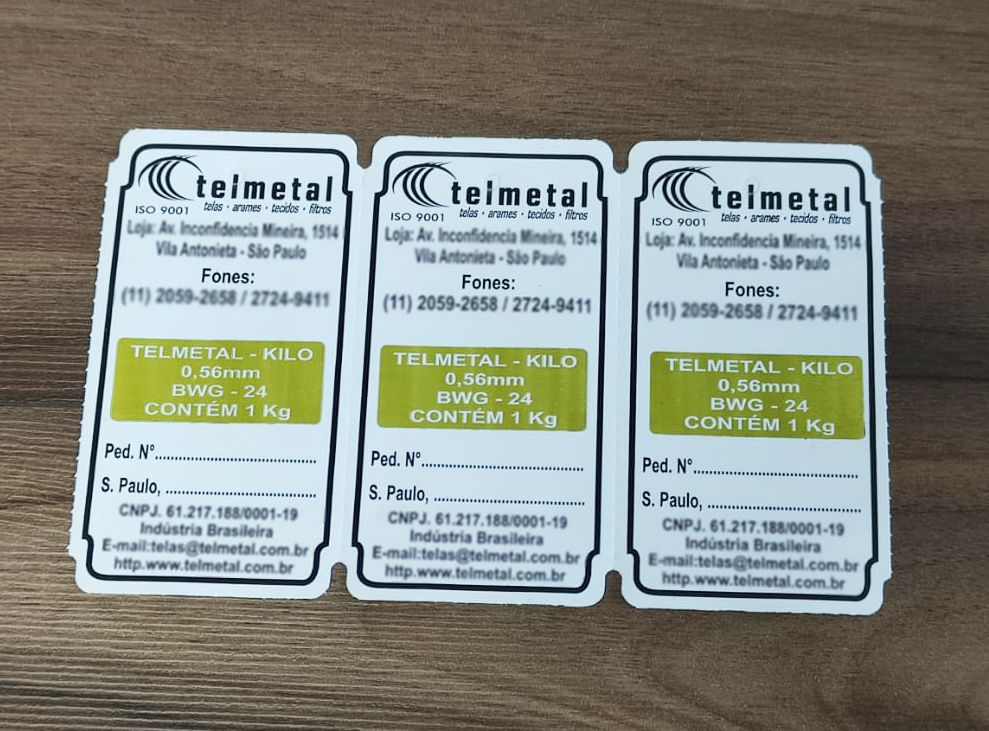 telmetal
ISO 9001
telas • arames • tecidos • filtros
Loja: Av. Inconfidencia Mineira, 1514
Vila Antonieta - São Paulo
Fones:
(11) 2059-2658 / 2724-9411
TELMETAL - KILO
0,56mm
BWG - 24
CONTÉM 1 Kg
Ped. N°.......................................
S. Paulo, .....................................
CNPJ. 61.217.188/0001-19
Indústria Brasileira
E-mail:telas@telmetal.com.br
http.www.telmetal.com.br
telmetal
ISO 9001
telas • arames • tecidos • filtros
Loja: Av. Inconfidencia Mineira, 1514
Vila Antonieta - São Paulo
Fones:
(11) 2059-2658 / 2724-9411
TELMETAL - KILO
0,56mm
BWG - 24
CONTÉM 1 Kg
Ped. N°.......................................
S. Paulo, .....................................
CNPJ. 61.217.188/0001-19
Indústria Brasileira
E-mail:telas@telmetal.com.br
http.www.telmetal.com.br
telmetal
ISO 9001
telas • arames • tecidos • filtros
Loja: Av. Inconfidencia Mineira, 1514
Vila Antonieta - São Paulo
Fones:
(11) 2059-2658 / 2724-9411
TELMETAL - KILO
0,56mm
BWG - 24
CONTÉM 1 Kg
Ped. N°.......................................
S. Paulo, .....................................
CNPJ. 61.217.188/0001-19
Indústria Brasileira
E-mail:telas@telmetal.com.br
http.www.telmetal.com.br